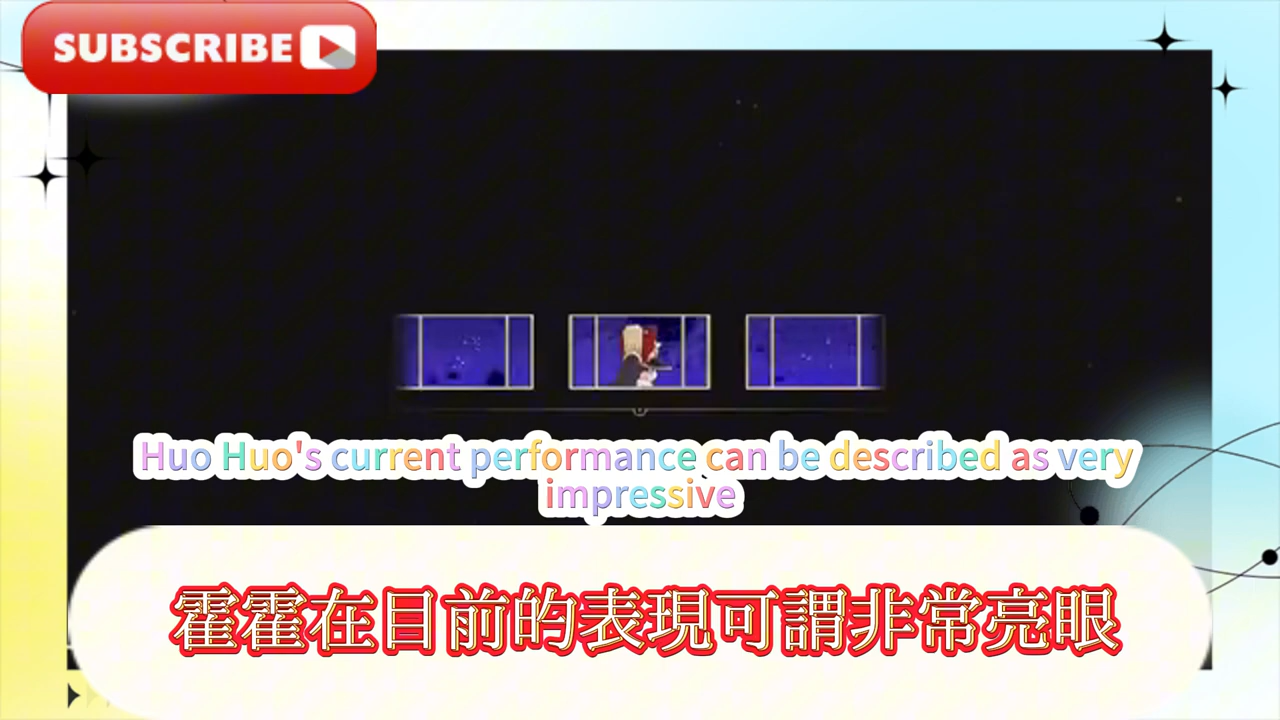 SUBSCRIBE
Huo Huo's current performance can be described as very
impressive
霍霍在目前的表現可謂非常亮眼